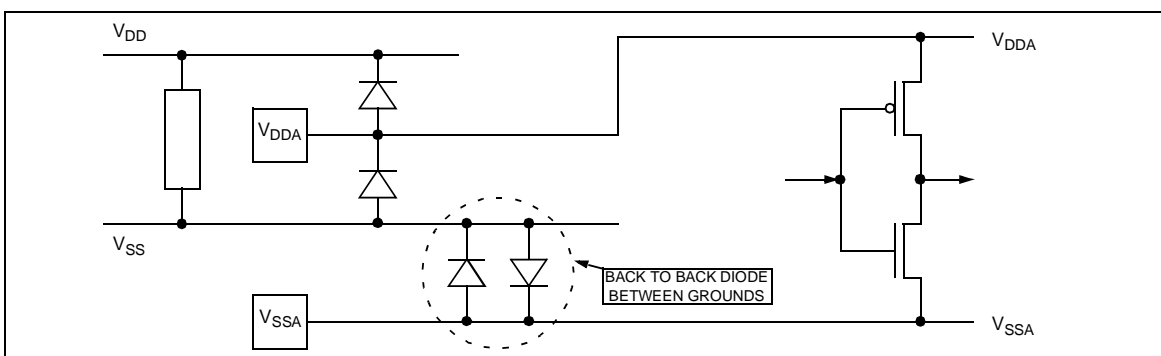 VDD
VDDA
VDDA
VSS
BACK TO BACK DIODE
BETWEEN GROUNDS
VSSA
VSSA